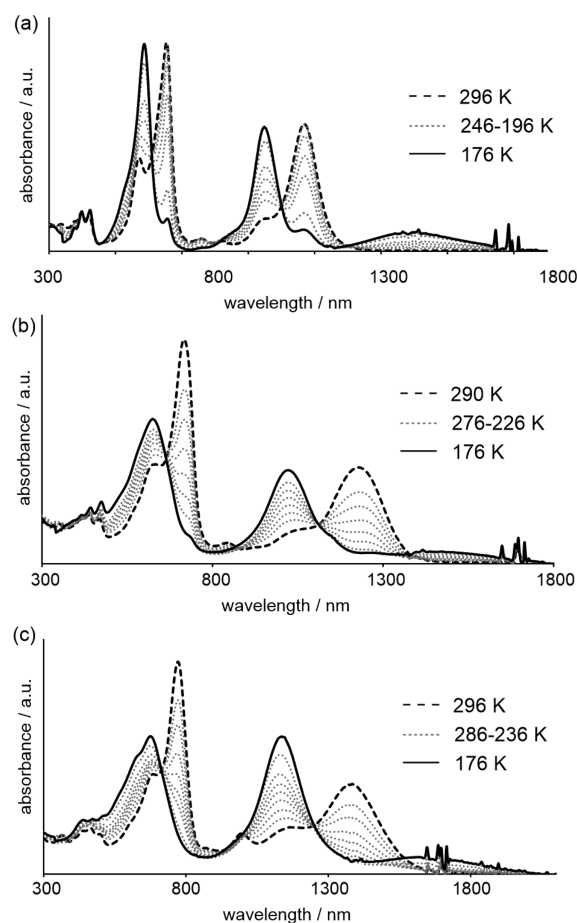 (a)
absorbance / a.u.
296 K
246-196 K
176 K
300 800 1300 1800
wavelength / nm
(b)
absorbance / a.u.
290 K
276-226 K
176 K
300 800 1300 1800
wavelength / nm
(c)
absorbance / a.u.
296 K
286-236 K
176 K
300 800 1300 1800
wavelength / nm